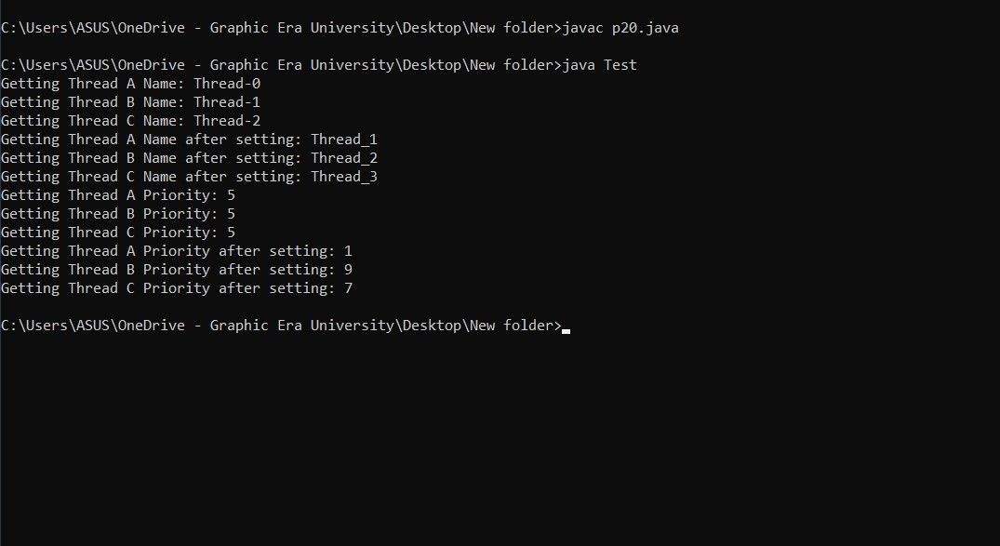 C:\Users\ASUS\OneDrive - Graphic Era University\Desktop\New folder>javac p20.java
C:\Users\ASUS\OneDrive - Graphic Era University\Desktop\New folder>java Test
Getting Thread A Name: Thread-0
Getting Thread B Name: Thread-1
Getting Thread C Name: Thread-2
Getting Thread A Name after setting: Thread_1
Getting Thread B Name after setting: Thread_2
Getting Thread C Name after setting: Thread_3
Getting Thread A Priority: 5
Getting Thread B Priority: 5
Getting Thread C Priority: 5
Getting Thread A Priority after setting: 1
Getting Thread B Priority after setting: 9
Getting Thread C Priority after setting: 7
C:\Users\ASUS\OneDrive - Graphic Era University\Desktop\New folder>